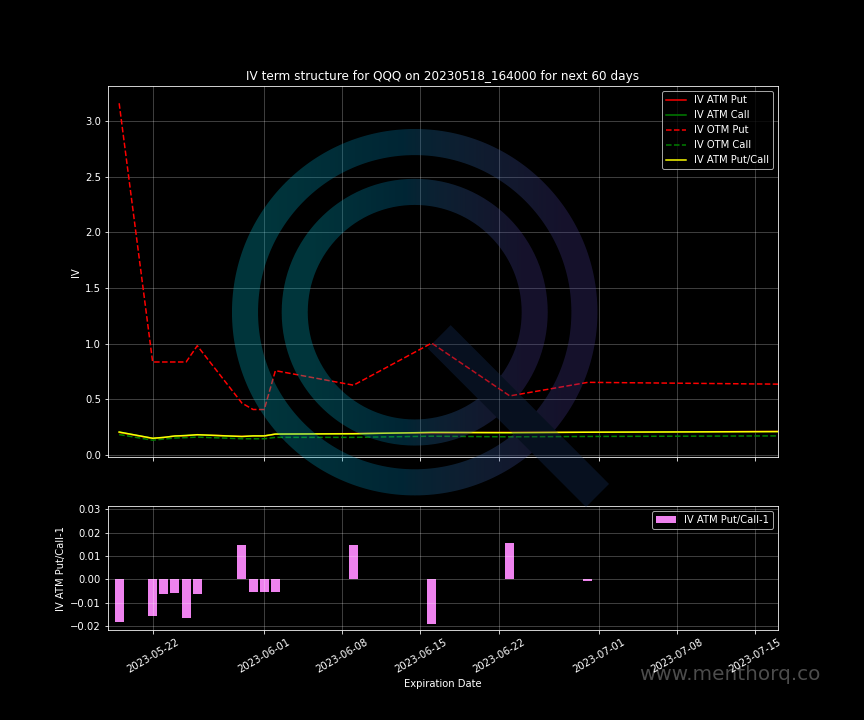 IV term structure for QQQ on 20230518_164000 for next 60 days
IV ATM Put
IV ATM Call
IV OTM Put
IV OTM Call
IV ATM Put/Call
3.0
2.5
2.0
1.5
1.0
0.5
0.0
IV
0.03
0.02
0.01
0.00
−0.01
−0.02
IV ATM Put/Call-1
IV ATM Put/Call-1
2023-05-22
2023-06-01
2023-06-08
2023-06-15
2023-06-22
2023-07-01
2023-07-08
2023-07-15
Expiration Date
www.menthorq.co